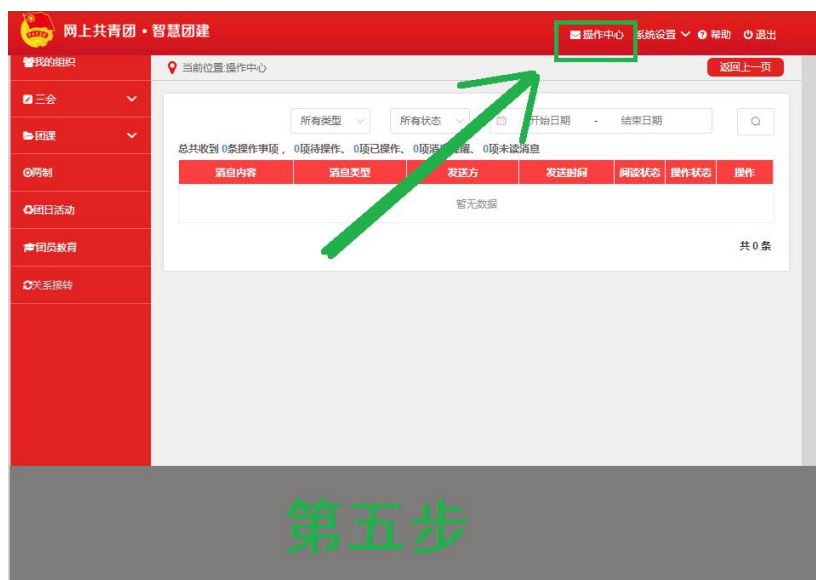 网上共青团·智慧团建
操作中心 系统设置 帮助 退出
我的组织
当前位置:操作中心
返回上一页
三会
团课
两制
团日活动
团员教育
关系接转
所有类型 所有状态 开始日期 - 结束日期
总共收到 0条操作事项， 0项待操作、 0项已操作、 0项消息提醒、 0项未读消息
消息内容 消息类型 发送方 发送时间 阅读状态 操作状态 操作
暂无数据
共 0 条
第五步